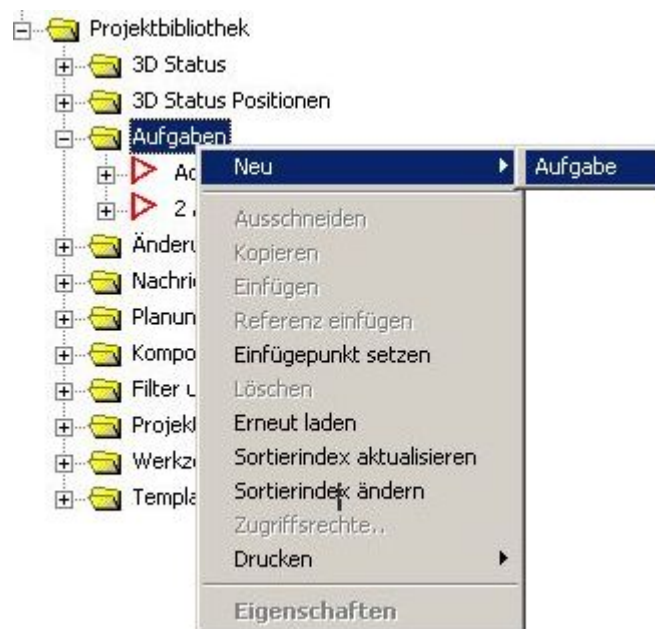 Projektbibliothek
3D Status
3D Status Positionen
Aufgaben
2
Neu
Aufgabe
Ausschneiden
Kopieren
Einfügen
Referenz einfügen
Einfügepunkt setzen
Löschen
Erneut laden
Sortierindex aktualisieren
Sortierindex ändern
Zugriffsrechte..
Drucken
Eigenschaften